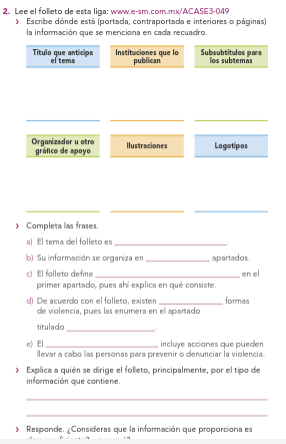 2. Lee el folleto de esta liga: www.e-sm.com.mx/ACASE3-049
› Escribe dónde está (portada, contraportada e interiores o páginas)
la información que se menciona en cada recuadro.
Título que anticipa el tema
Instituciones que lo publican
Subsubtítulos para los subtemas
Organizador u otro gráfico de apoyo
Ilustraciones
Logotipos
› Completa las frases.
a) El tema del folleto es ____________.
b) Su información se organiza en ____________ apartados.
c) El folleto define ____________ en el
primer apartado, pues ahí explica en qué consiste.
d) De acuerdo con el folleto, existen ____________ formas
de violencia, pues las enumera en el apartado
titulado ____________.
e) El ____________ incluye acciones que pueden
llevar a cabo las personas para prevenir o denunciar la violencia.
› Explica a quién se dirige el folleto, principalmente, por el tipo de
información que contiene.
› Responde. ¿Consideras que la información que proporciona es